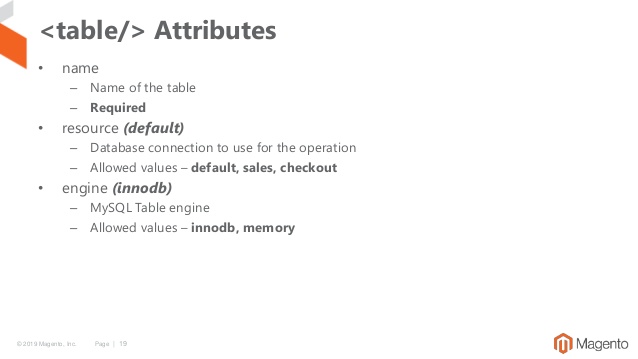 <table/> Attributes
• name
– Name of the table
– Required
• resource (default)
– Database connection to use for the operation
– Allowed values – default, sales, checkout
• engine (innodb)
– MySQL Table engine
– Allowed values – innodb, memory
© 2019 Magento, Inc. Page | 19
Magento